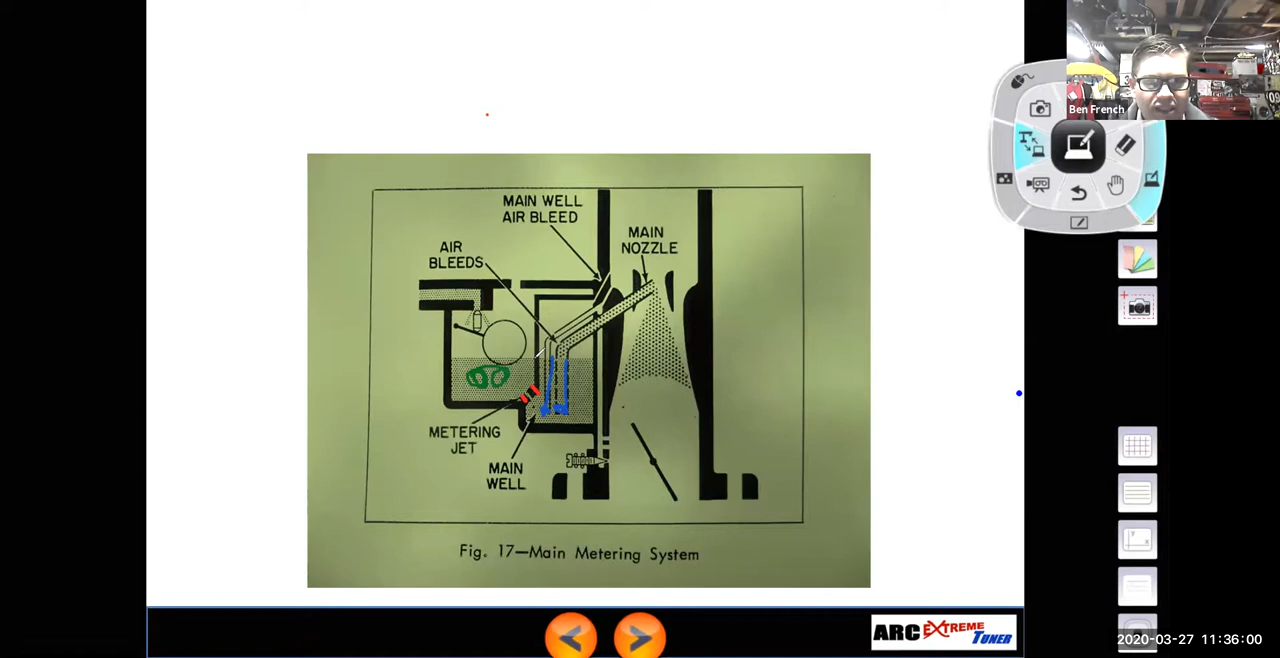 Ben French
MAIN WELL
AIR BLEED
MAIN
NOZZLE
AIR
BLEEDS
METERING
JET
MAIN
WELL
Fig. 17—Main Metering System
ARC EXTREME
TUNER
2020-03-27 11:36:00